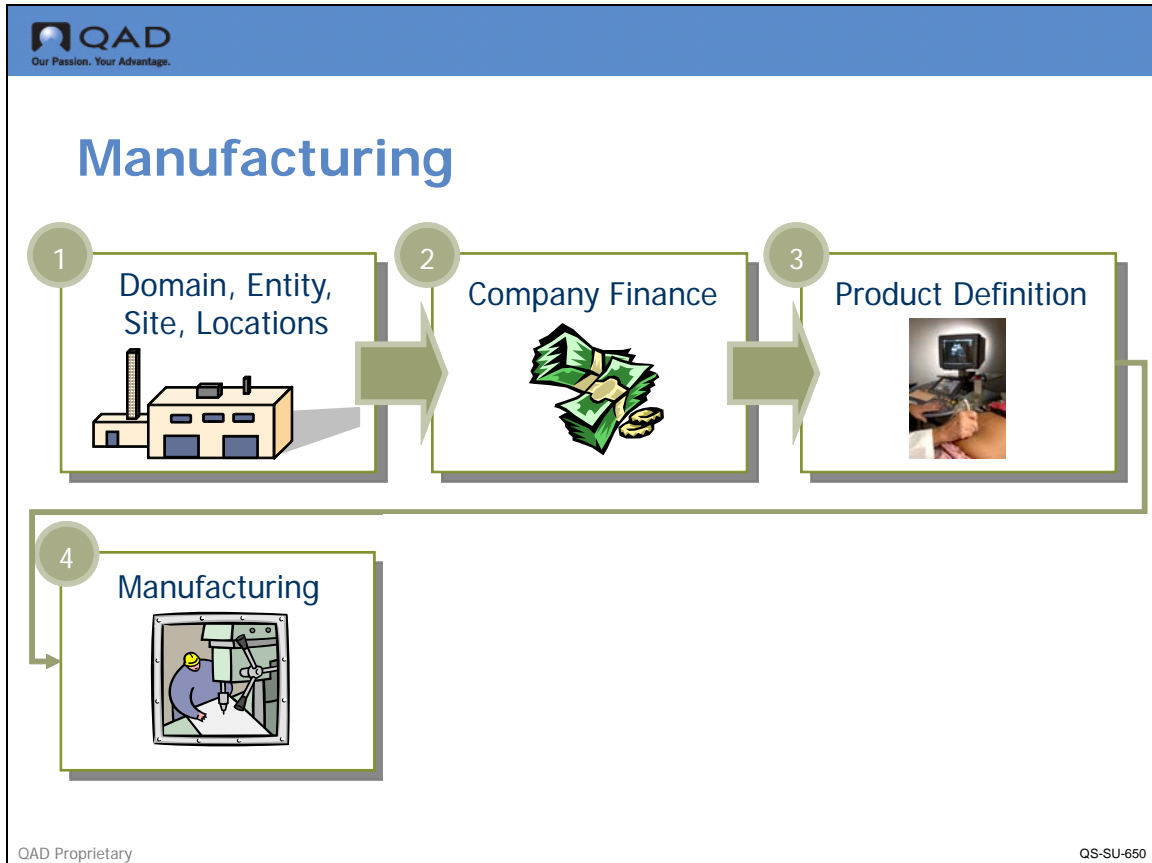 QAD
Our Passion. Your Advantage.
Manufacturing
1
Domain, Entity,
Site, Locations
2
Company Finance
3
Product Definition
4
Manufacturing
QAD Proprietary
QS-SU-650